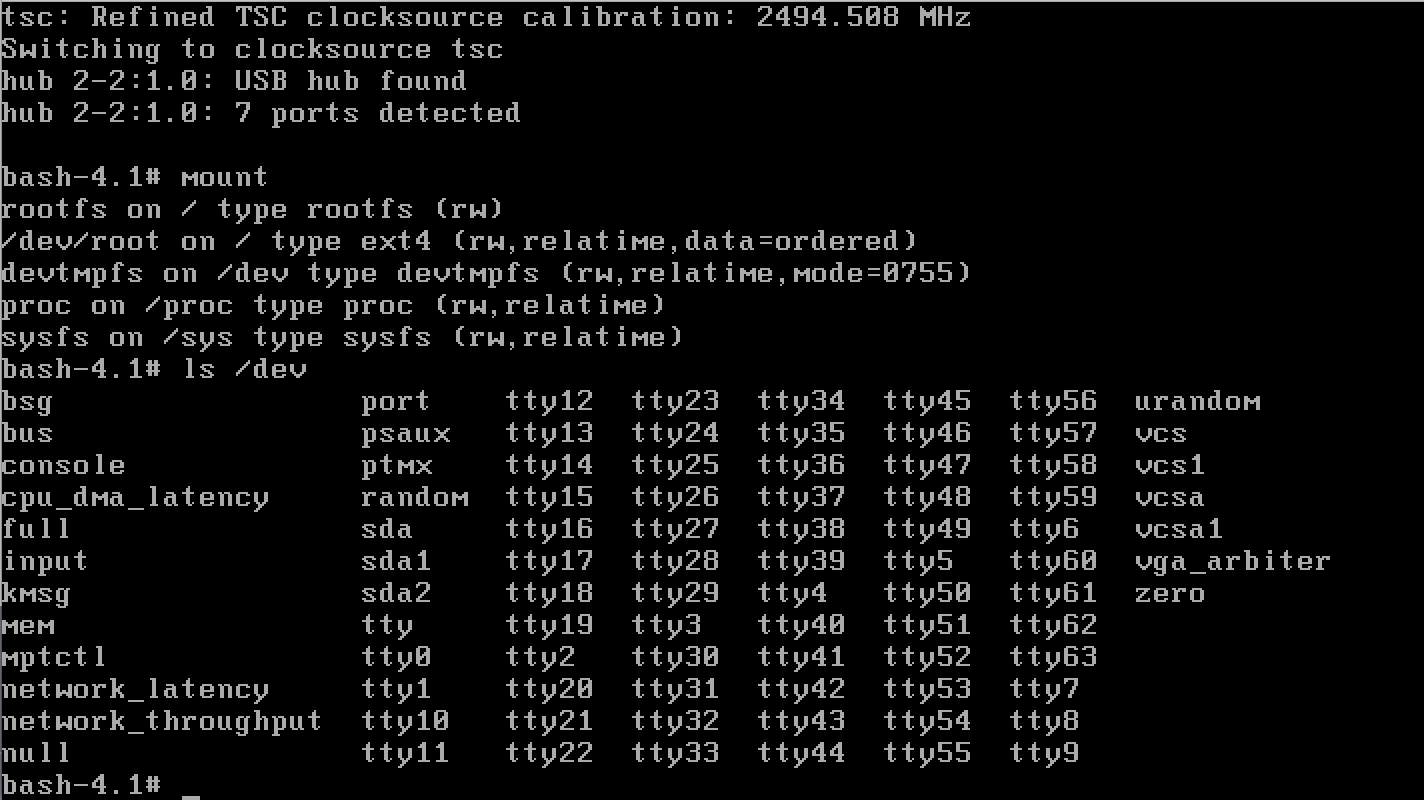 tsc: Refined TSC clocksource calibration: 2494.508 MHz
Switching to clocksource tsc
hub 2-2:1.0: USB hub found
hub 2-2:1.0: 7 ports detected

bash-4.1# mount
rootfs on / type rootfs (rw)
/dev/root on / type ext4 (rw,relatime,data=ordered)
devtmpfs on /dev type devtmpfs (rw,relatime,mode=0755)
proc on /proc type proc (rw,relatime)
sysfs on /sys type sysfs (rw,relatime)
bash-4.1# ls /dev
bsg                 port    tty12  tty23  tty34  tty45  tty56  urandom
bus                 psaux   tty13  tty24  tty35  tty46  tty57  vcs
console             ptmx    tty14  tty25  tty36  tty47  tty58  vcs1
cpu_dma_latency     random  tty15  tty26  tty37  tty48  tty59  vcsa
full                sda     tty16  tty27  tty38  tty49  tty6   vcsa1
input               sda1    tty17  tty28  tty39  tty5   tty60  vga_arbiter
kmsg                sda2    tty18  tty29  tty4   tty50  tty61  zero
mem                 tty     tty19  tty3   tty40  tty51  tty62
mptctl              tty0    tty2   tty30  tty41  tty52  tty63
network_latency     tty1    tty20  tty31  tty42  tty53  tty7
network_throughput  tty10   tty21  tty32  tty43  tty54  tty8
null                tty11   tty22  tty33  tty44  tty55  tty9
bash-4.1# _